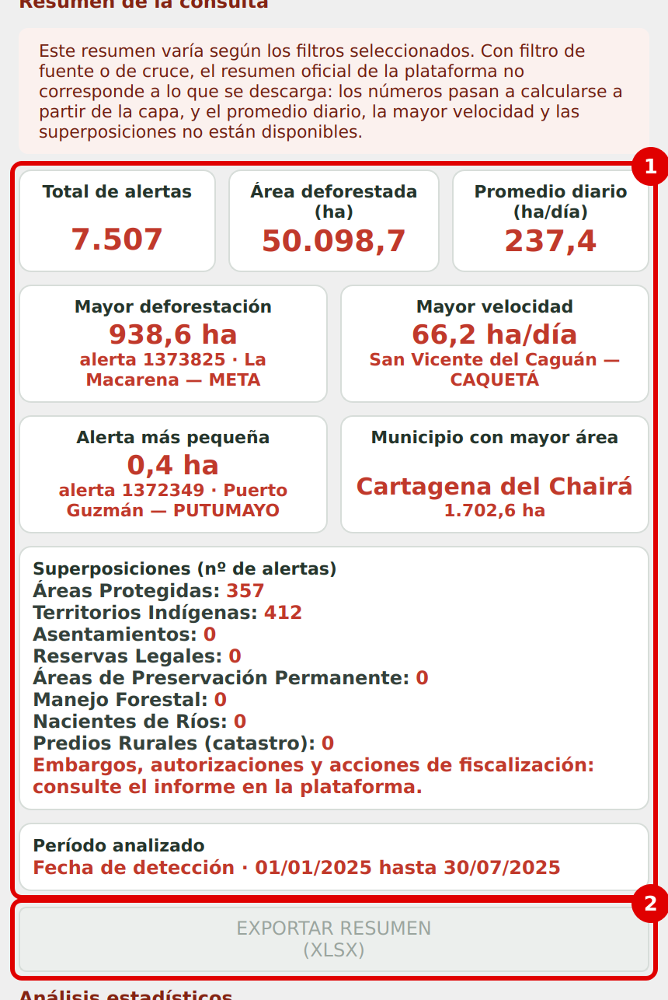 Resumen de la consulta
Este resumen varía según los filtros seleccionados. Con filtro de
fuente o de cruce, el resumen oficial de la plataforma no
corresponde a lo que se descarga: los números pasan a calcularse a
partir de la capa, y el promedio diario, la mayor velocidad y las
superposiciones no están disponibles.
1
Total de alertas
7.507
Área deforestada
(ha)
50.098,7
Promedio diario
(ha/día)
237,4
Mayor deforestación
938,6 ha
alerta 1373825 · La
Macarena — META
Mayor velocidad
66,2 ha/día
San Vicente del Caguán —
CAQUETÁ
Alerta más pequeña
0,4 ha
alerta 1372349 · Puerto
Guzmán — PUTUMAYO
Municipio con mayor área
Cartagena del Chairá
1.702,6 ha
Superposiciones (nº de alertas)
Áreas Protegidas: 357
Territorios Indígenas: 412
Asentamientos: 0
Reservas Legales: 0
Áreas de Preservación Permanente: 0
Manejo Forestal: 0
Nacientes de Ríos: 0
Predios Rurales (catastro): 0
Embargos, autorizaciones y acciones de fiscalización:
consulte el informe en la plataforma.
Período analizado
Fecha de detección · 01/01/2025 hasta 30/07/2025
2
EXPORTAR RESUMEN
(XLSX)
Análisis estadísticos